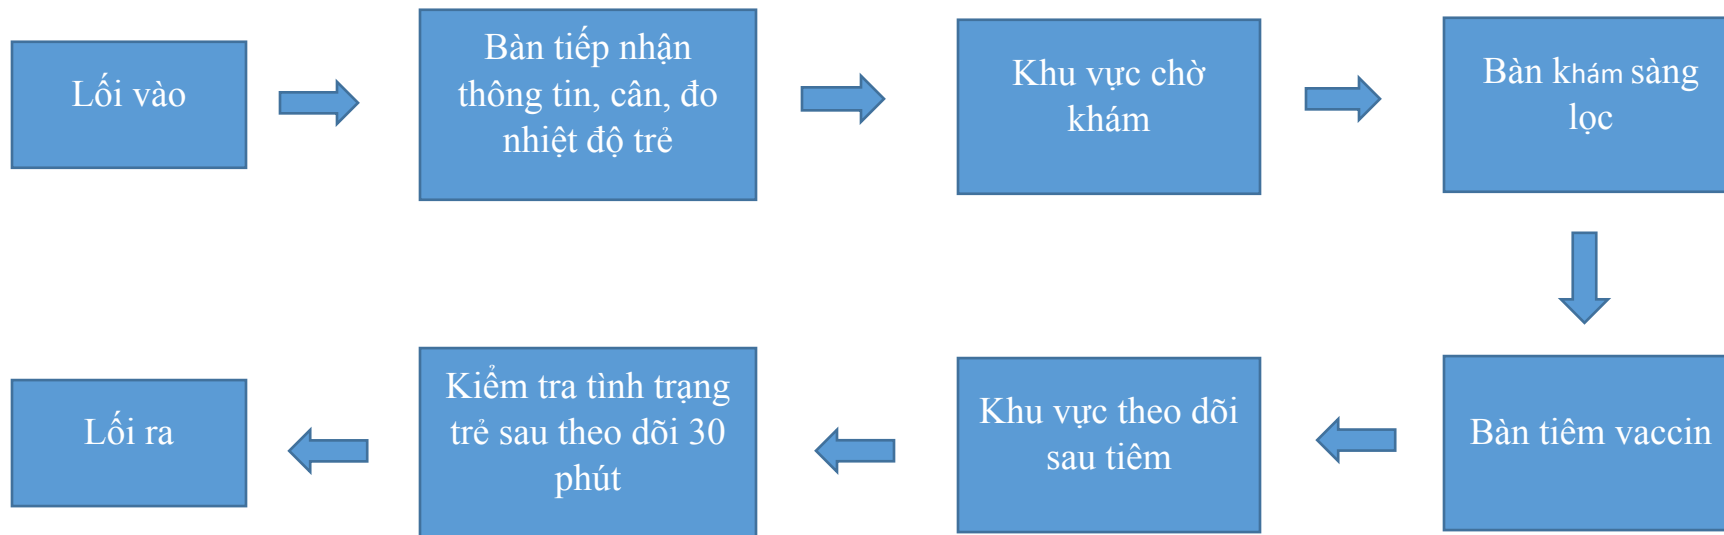 Lối vào
Bàn tiếp nhận
thông tin, cân, đo
nhiệt độ trẻ
Khu vực chờ
khám
Bàn khám sàng
lọc
Lối ra
Kiểm tra tình trạng
trẻ sau theo dõi 30
phút
Khu vực theo dõi
sau tiêm
Bàn tiêm vaccin